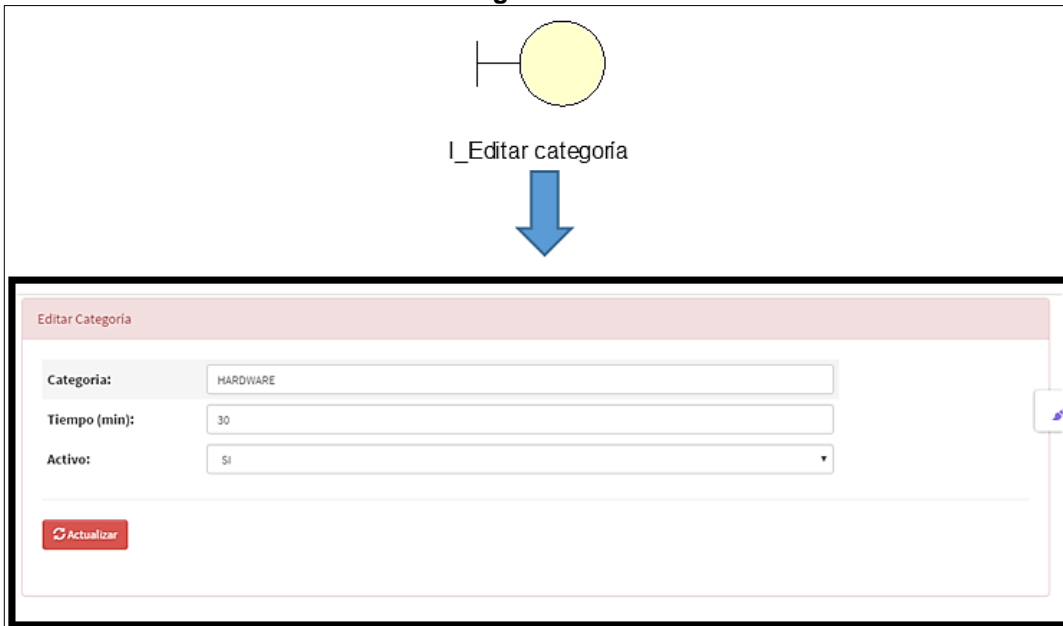 I_Editar categoría
Editar Categoría
Categoria: HARDWARE
Tiempo (min): 30
Activo: SI
Actualizar